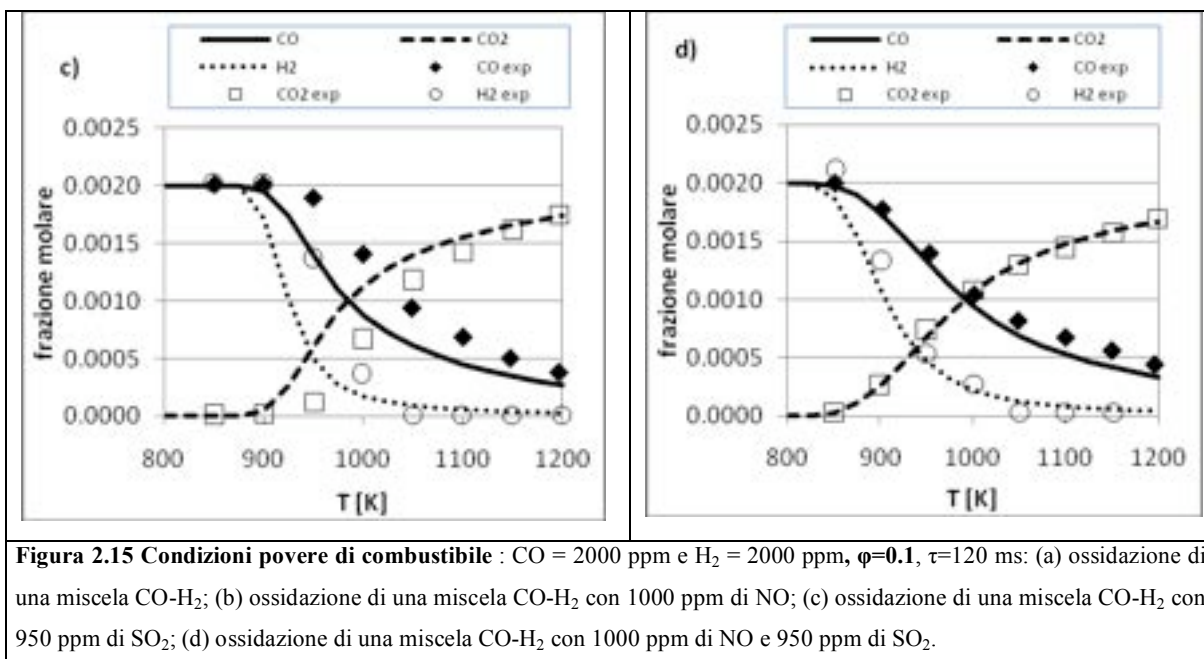 c)
CO
CO2
H2
CO exp
CO2 exp
H2 exp
frazione molare
0.0025
0.0020
0.0015
0.0010
0.0005
0.0000
800 900 1000 1100 1200
T [K]
d)
CO
CO2
H2
CO exp
CO2 exp
H2 exp
frazione molare
0.0025
0.0020
0.0015
0.0010
0.0005
0.0000
800 900 1000 1100 1200
T [K]
Figura 2.15 Condizioni povere di combustibile : CO = 2000 ppm e H₂ = 2000 ppm, φ=0.1, τ=120 ms: (a) ossidazione di
una miscela CO-H₂; (b) ossidazione di una miscela CO-H₂ con 1000 ppm di NO; (c) ossidazione di una miscela CO-H₂ con
950 ppm di SO₂; (d) ossidazione di una miscela CO-H₂ con 1000 ppm di NO e 950 ppm di SO₂.